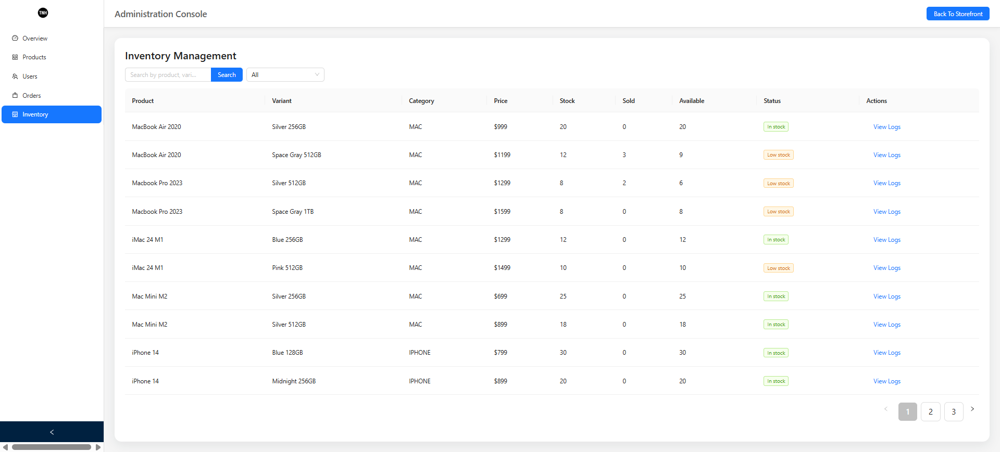 TNH
Administration Console
Back To Storefront
Overview
Products
Users
Orders
Inventory
Inventory Management
Search by product, vari...
Search
All
Product Variant Category Price Stock Sold Available Status Actions
MacBook Air 2020 Silver 256GB MAC $999 20 0 20 In stock View Logs
MacBook Air 2020 Space Gray 512GB MAC $1199 12 3 9 Low stock View Logs
Macbook Pro 2023 Silver 512GB MAC $1299 8 2 6 Low stock View Logs
Macbook Pro 2023 Space Gray 1TB MAC $1599 8 0 8 Low stock View Logs
iMac 24 M1 Blue 256GB MAC $1299 12 0 12 In stock View Logs
iMac 24 M1 Pink 512GB MAC $1499 10 0 10 Low stock View Logs
Mac Mini M2 Silver 256GB MAC $699 25 0 25 In stock View Logs
Mac Mini M2 Silver 512GB MAC $899 18 0 18 In stock View Logs
iPhone 14 Blue 128GB IPHONE $799 30 0 30 In stock View Logs
iPhone 14 Midnight 256GB IPHONE $899 20 0 20 In stock View Logs
1 2 3